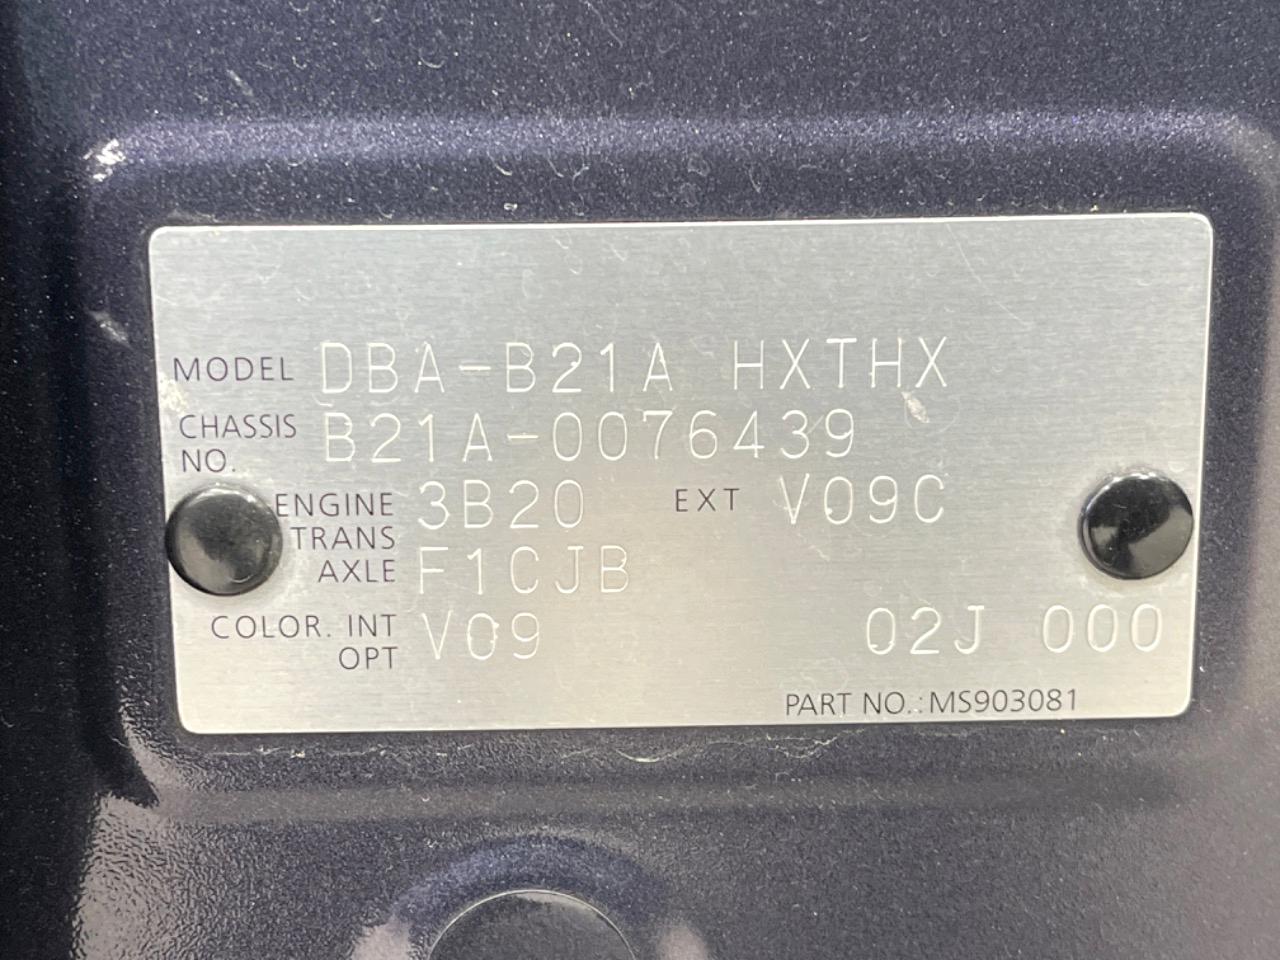 MODEL DBA-B21A HXTHX
CHASSIS NO. B21A-0076439
ENGINE 3B20 EXT V09C
TRANS AXLE F1CJB
COLOR. INT OPT V09 02J 000
PART NO.: MS903081